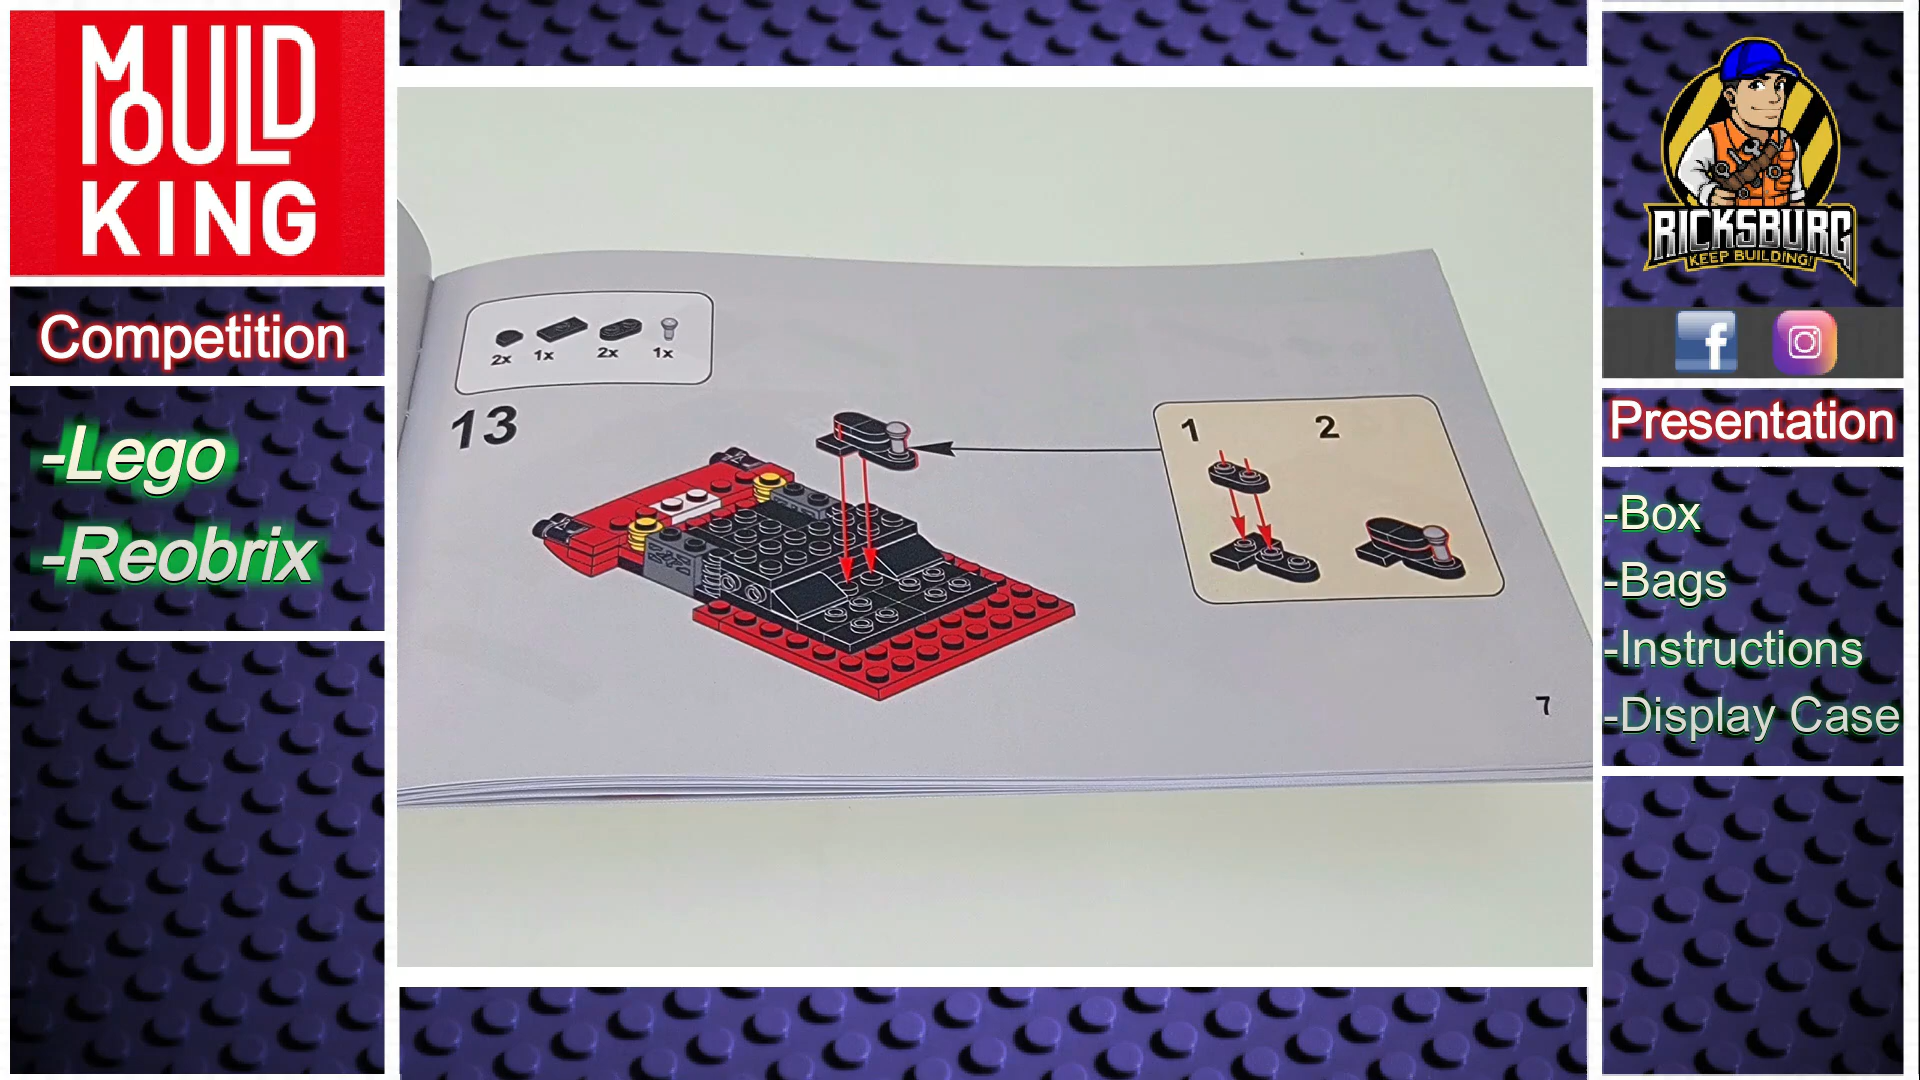 MOULD
KING
Competition
-Lego
-Reobrix
2x 1x 2x 1x
13
1 2
7
RICKSBURG
KEEP BUILDING!
f
Presentation
-Box
-Bags
-Instructions
-Display Case